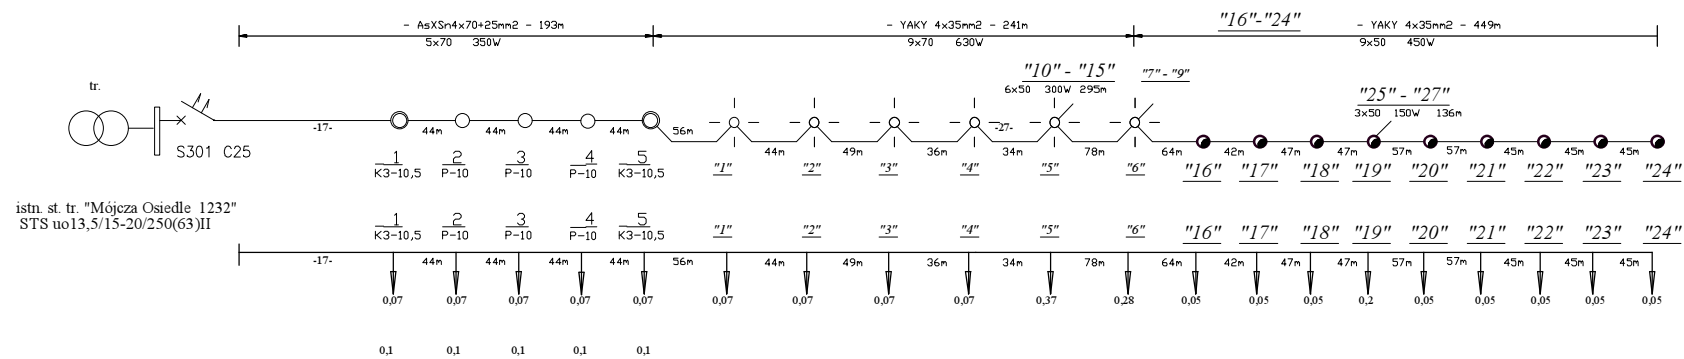 - AsXSn4x70+25mm2 - 193m
- YAKY 4x35mm2 - 241m
"16"-"24"
- YAKY 4x35mm2 - 449m
5x70 350W
9x70 630W
9x50 450W
"10" - "15"
"7" - "9"
6x50 300W 295m
"25" - "27"
3x50 150W 136m
tr.
S301 C25
-17- 44m 44m 44m 44m 56m 44m 49m 36m -27- 34m 78m 64m 42m 47m 47m 57m 57m 45m 45m 45m
1 2 3 4 5 "1" "2" "3" "4" "5" "6" "16" "17" "18" "19" "20" "21" "22" "23" "24"
K3-10,5 P-10 P-10 P-10 K3-10,5
istn. st. tr. "Mójcza Osiedle 1232"
STS uo13,5/15-20/250(63)II
1 2 3 4 5 "1" "2" "3" "4" "5" "6" "16" "17" "18" "19" "20" "21" "22" "23" "24"
K3-10,5 P-10 P-10 P-10 K3-10,5
-17- 44m 44m 44m 44m 56m 44m 49m 36m 34m 78m 64m 42m 47m 47m 57m 57m 45m 45m 45m
0,07 0,07 0,07 0,07 0,07 0,07 0,07 0,07 0,07 0,37 0,28 0,05 0,05 0,05 0,2 0,05 0,05 0,05 0,05 0,05
0,1 0,1 0,1 0,1 0,1